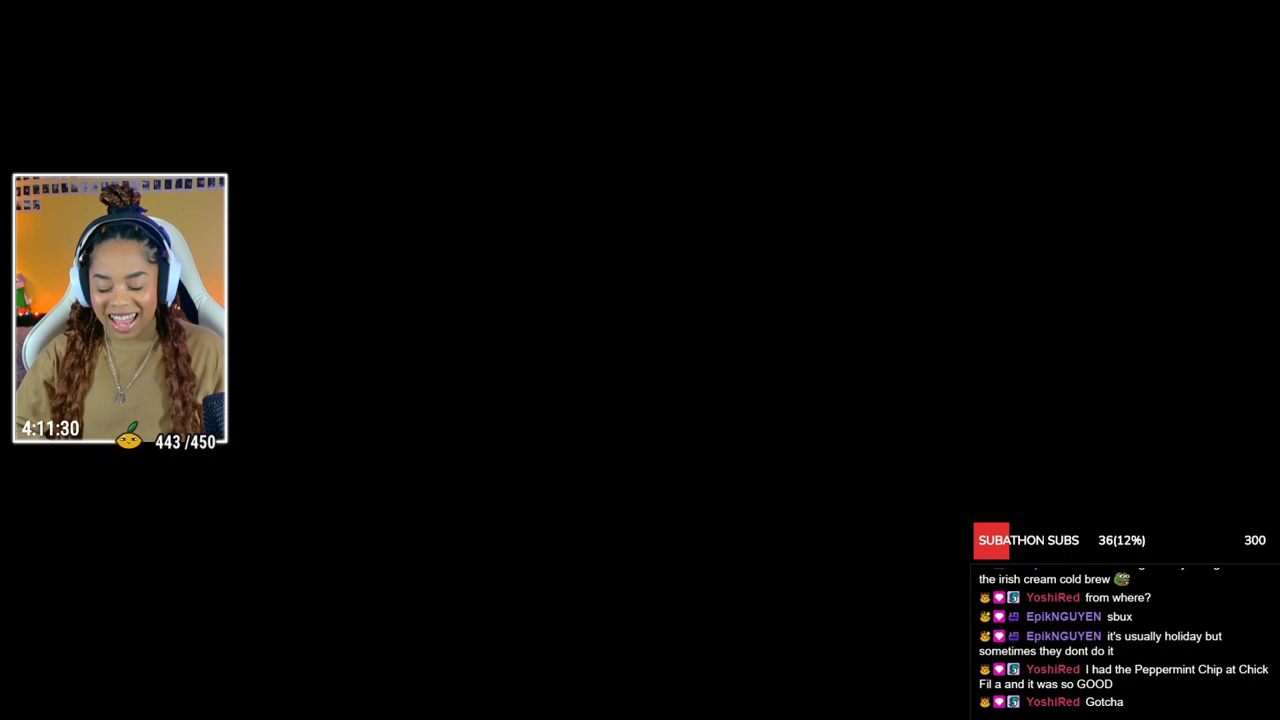 4:11:30
443 /450
SUBATHON SUBS 36(12%) 300
the irish cream cold brew
YoshiRed from where?
EpikNGUYEN sbux
EpikNGUYEN it's usually holiday but
sometimes they dont do it
YoshiRed I had the Peppermint Chip at Chick
Fil a and it was so GOOD
YoshiRed Gotcha